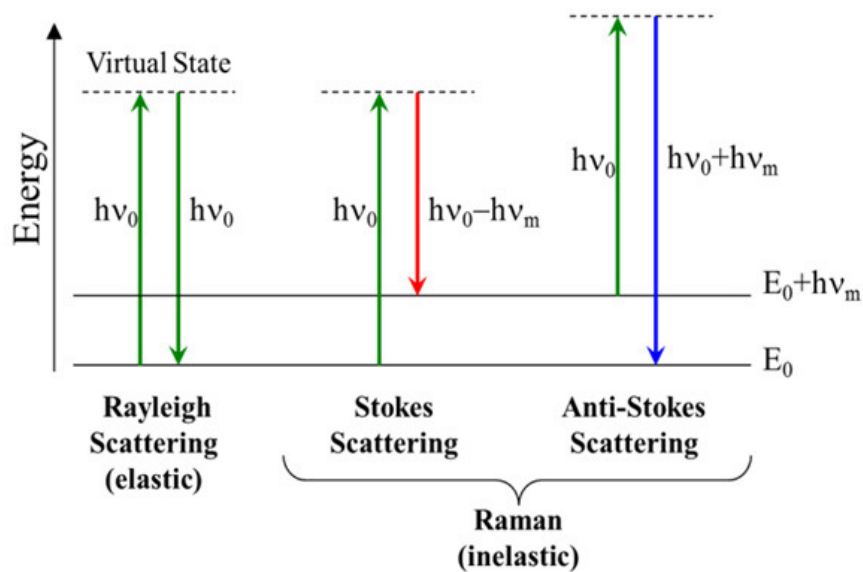 Energy
Virtual State
hν₀
hν₀
hν₀
hν₀–hνₘ
hν₀
hν₀+hνₘ
E₀+hνₘ
E₀
Rayleigh
Scattering
(elastic)
Stokes
Scattering
Anti-Stokes
Scattering
Raman
(inelastic)